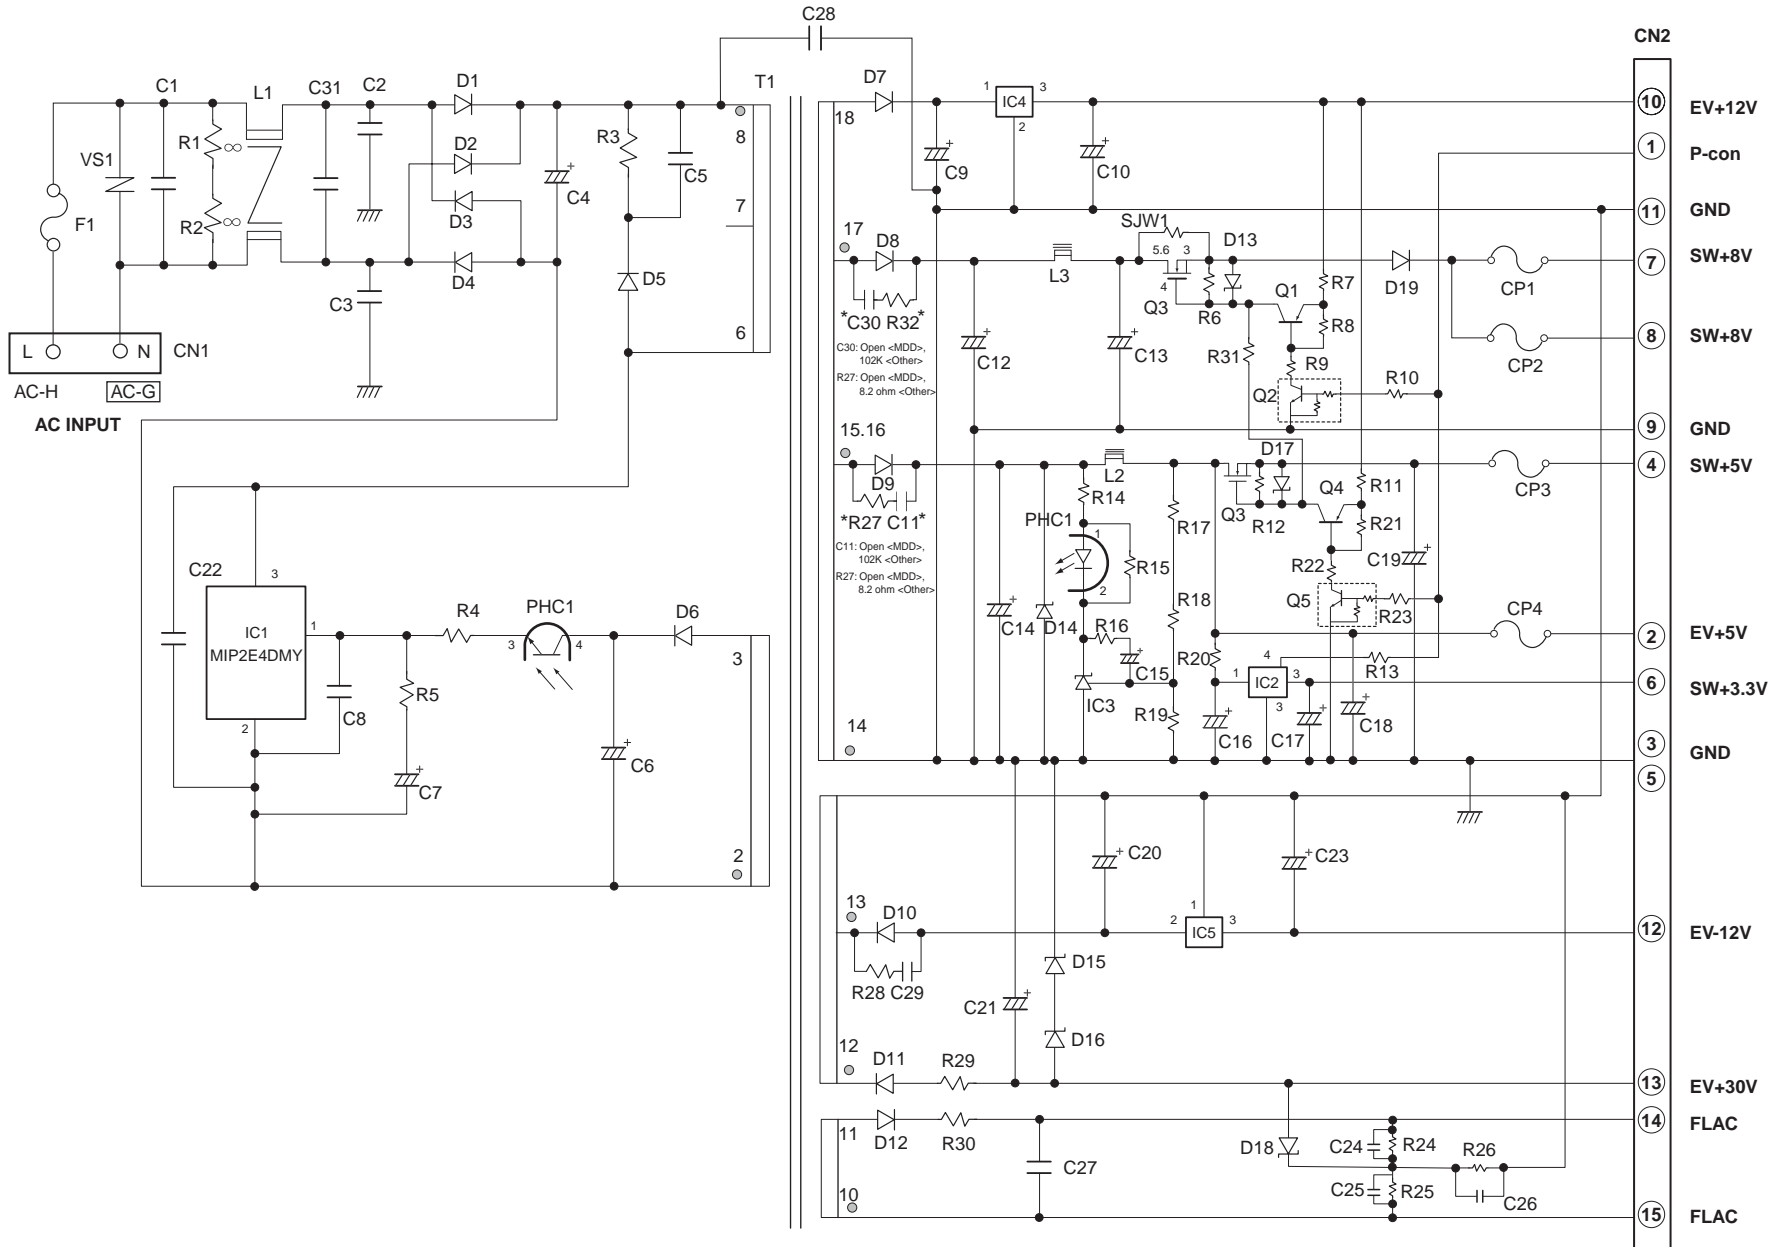 C28
CN2
C1
L1
C31
C2
D1
T1
D7
1
IC4
3
2
10
EV+12V
R1
∞
D2
R3
8
18
+
C9
+
C10
1
P-con
VS1
+
C4
C5
F1
R2
∞
D3
7
11
GND
SJW1
17
D8
5.6
3
D13
7
SW+8V
L3
4
Q3
D19
CP1
C3
D4
D5
R6
Q1
R7
*C30
R32*
R8
L
N
CN1
6
C30: Open <MDD>,
102K <Other>
+
C12
+
C13
R31
8
SW+8V
CP2
R27: Open <MDD>,
8.2 ohm <Other>
R9
R10
AC-H
AC-G
Q2
AC INPUT
15.16
9
GND
D9
L2
D17
4
SW+5V
CP3
R14
Q4
R11
*R27
C11*
PHC1
R17
Q3
R12
R21
C11: Open <MDD>,
102K <Other>
1
C22
3
R15
R22
C19
+
R27: Open <MDD>,
8.2 ohm <Other>
2
Q5
R23
IC1
MIP2E4DMY
1
R4
PHC1
3
4
D6
+
C14
D14
R16
R18
CP4
2
EV+5V
3
+
C15
R20
1
4
IC2
3
3
R13
6
SW+3.3V
R5
C8
IC3
R19
+
C16
+
C17
+
C18
2
+
C6
14
3
GND
+
C7
5
2
+
C20
+
C23
13
D10
1
2
IC5
3
12
EV-12V
R28
C29
D15
+
C21
D16
12
D11
R29
13
EV+30V
11
D12
R30
14
FLAC
D18
C24
R24
R26
C27
10
C25
R25
C26
15
FLAC